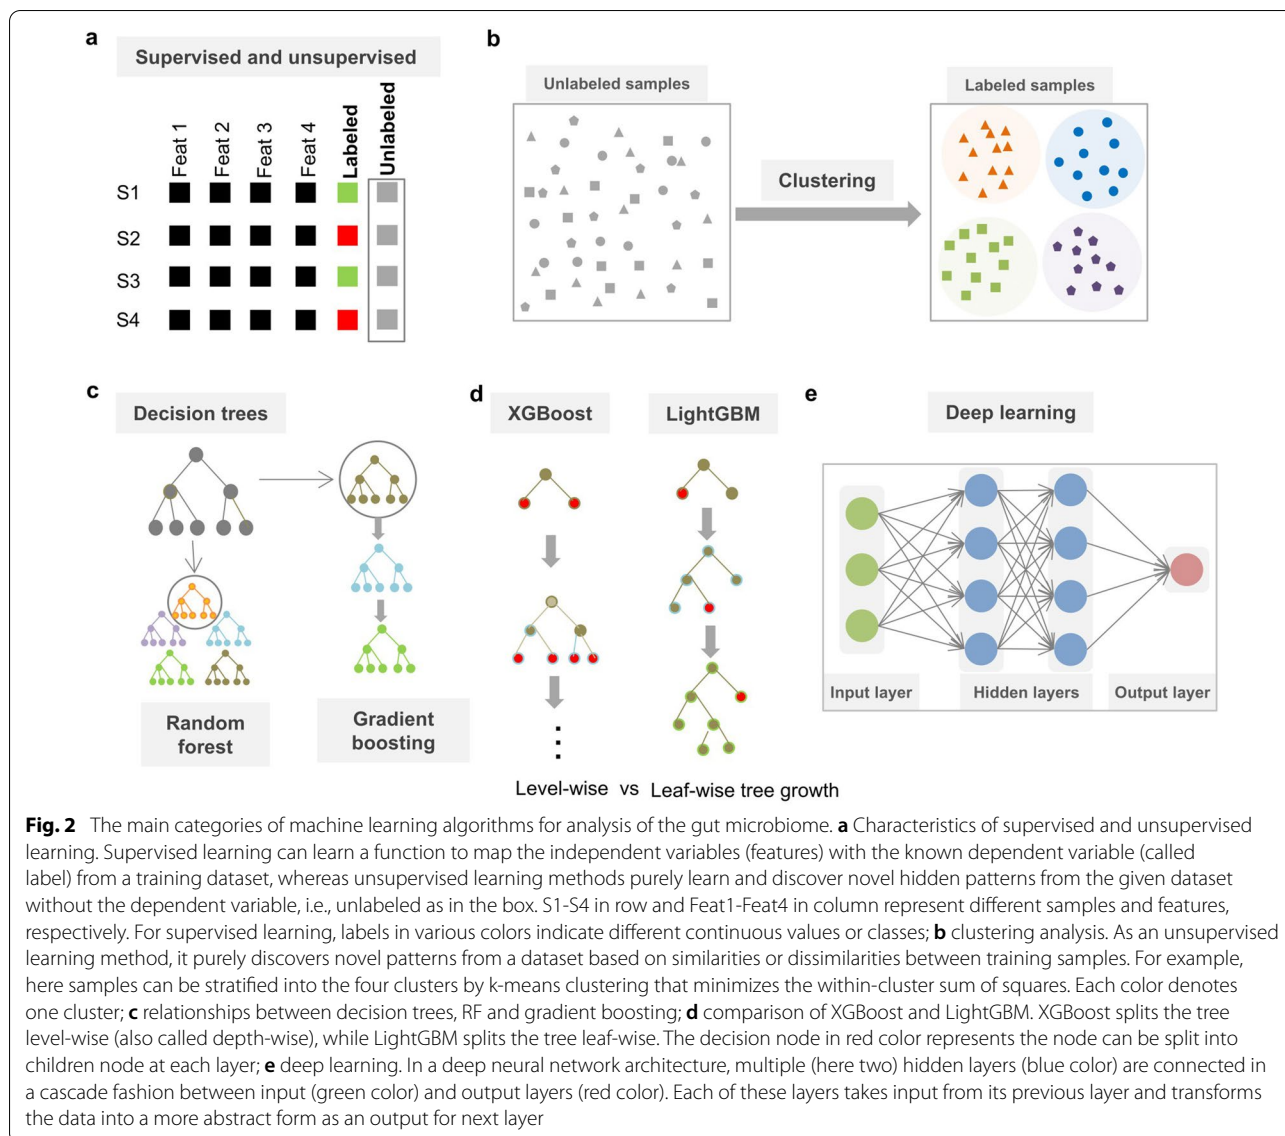 a
Supervised and unsupervised
Feat 1
Feat 2
Feat 3
Feat 4
Labeled
Unlabeled
S1
S2
S3
S4
b
Unlabeled samples
Clustering
Labeled samples
c
Decision trees
Random
forest
Gradient
boosting
d
XGBoost
LightGBM
Level-wise vs Leaf-wise tree growth
e
Deep learning
Input layer
Hidden layers
Output layer
Fig. 2 The main categories of machine learning algorithms for analysis of the gut microbiome. a Characteristics of supervised and unsupervised
learning. Supervised learning can learn a function to map the independent variables (features) with the known dependent variable (called
label) from a training dataset, whereas unsupervised learning methods purely learn and discover novel hidden patterns from the given dataset
without the dependent variable, i.e., unlabeled as in the box. S1-S4 in row and Feat1-Feat4 in column represent different samples and features,
respectively. For supervised learning, labels in various colors indicate different continuous values or classes; b clustering analysis. As an unsupervised
learning method, it purely discovers novel patterns from a dataset based on similarities or dissimilarities between training samples. For example,
here samples can be stratified into the four clusters by k-means clustering that minimizes the within-cluster sum of squares. Each color denotes
one cluster; c relationships between decision trees, RF and gradient boosting; d comparison of XGBoost and LightGBM. XGBoost splits the tree
level-wise (also called depth-wise), while LightGBM splits the tree leaf-wise. The decision node in red color represents the node can be split into
children node at each layer; e deep learning. In a deep neural network architecture, multiple (here two) hidden layers (blue color) are connected in
a cascade fashion between input (green color) and output layers (red color). Each of these layers takes input from its previous layer and transforms
the data into a more abstract form as an output for next layer